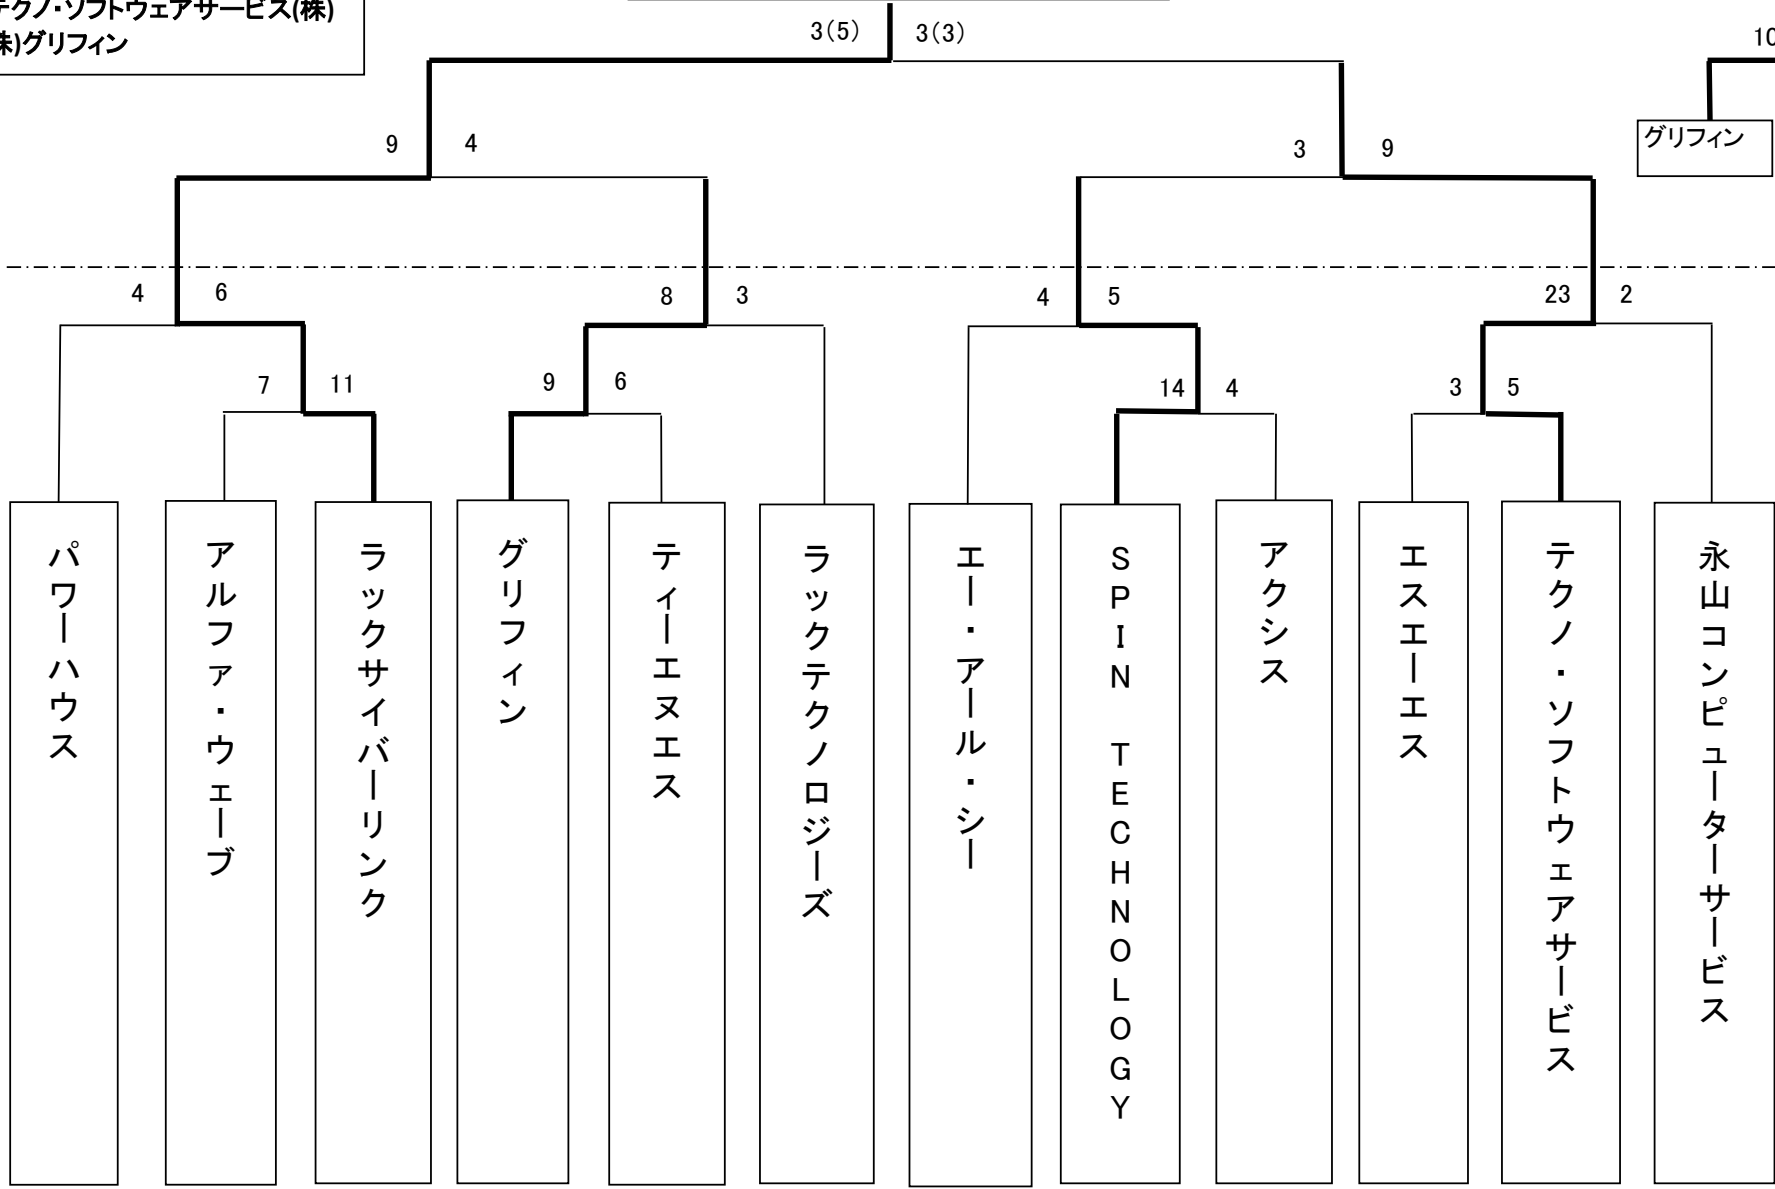 テクノ・ソフトウェアサービス(株)
株)グリフィン
3(5) 3(3)
10
グリフィン
9 4
3 9
4 6
8 3
4 5
23 2
7 11
9 6
14 4
3 5
パワーハウス
アルファ・ウェーブ
ラックサイバーリンク
グリフィン
ティーエヌエス
ラックテクノロジーズ
エー・アール・シー
SPIN TECHNOLOGY
アクシス
エスエーエス
テクノ・ソフトウェアサービス
永山コンピューターサービス